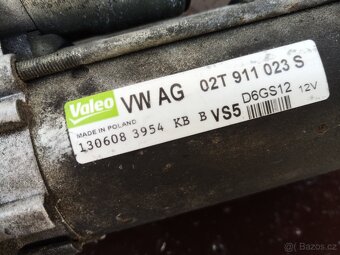 Valeo VW AG 02T 911 023 S
MADE IN POLAND VS5 D6GS12 12V
130608 3954 KB B
© Bazos.cz